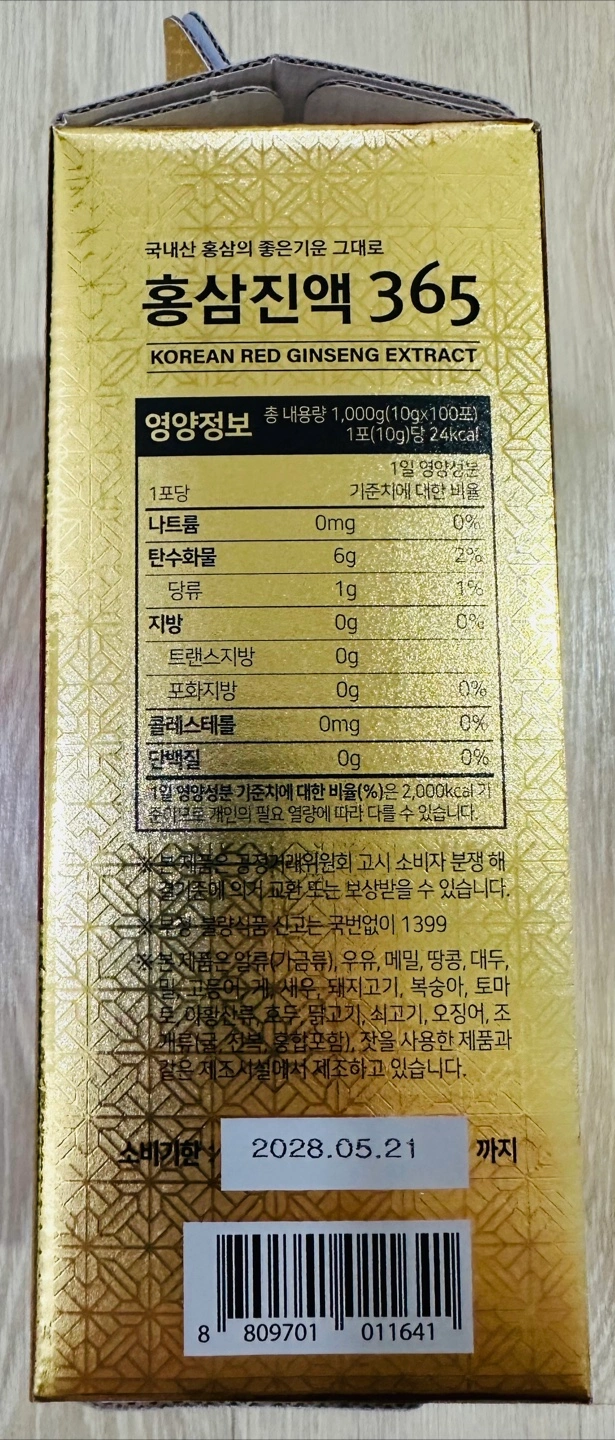 국내산 홍삼의 좋은기운 그대로
홍삼진액 365
KOREAN RED GINSENG EXTRACT
영양정보 총 내용량 1,000g(10gx100포)
1포(10g)당 24kcal
1일 영양성분
1포당 기준치에 대한 비율
나트륨 0mg 0%
탄수화물 6g 2%
당류 1g 1%
지방 0g 0%
트랜스지방 0g
포화지방 0g 0%
콜레스테롤 0mg 0%
단백질 0g 0%
1일 영양성분 기준치에 대한 비율(%)은 2,000kcal 기
준이므로 개인의 필요 열량에 따라 다를 수 있습니다.
※ 본 제품은 공정거래위원회 고시 소비자 분쟁 해
결기준에 의거 교환 또는 보상받을 수 있습니다.
※ 부정·불량식품 신고는 국번없이 1399
※ 본 제품은 알류(가금류), 우유, 메밀, 땅콩, 대두,
밀, 고등어, 게, 새우, 돼지고기, 복숭아, 토마
토, 아황산류, 호두, 닭고기, 쇠고기, 오징어, 조
개류(굴, 전복, 홍합포함), 잣을 사용한 제품과
같은 제조시설에서 제조하고 있습니다.
소비기한 : 2028.05.21 까지
8 809701 011641